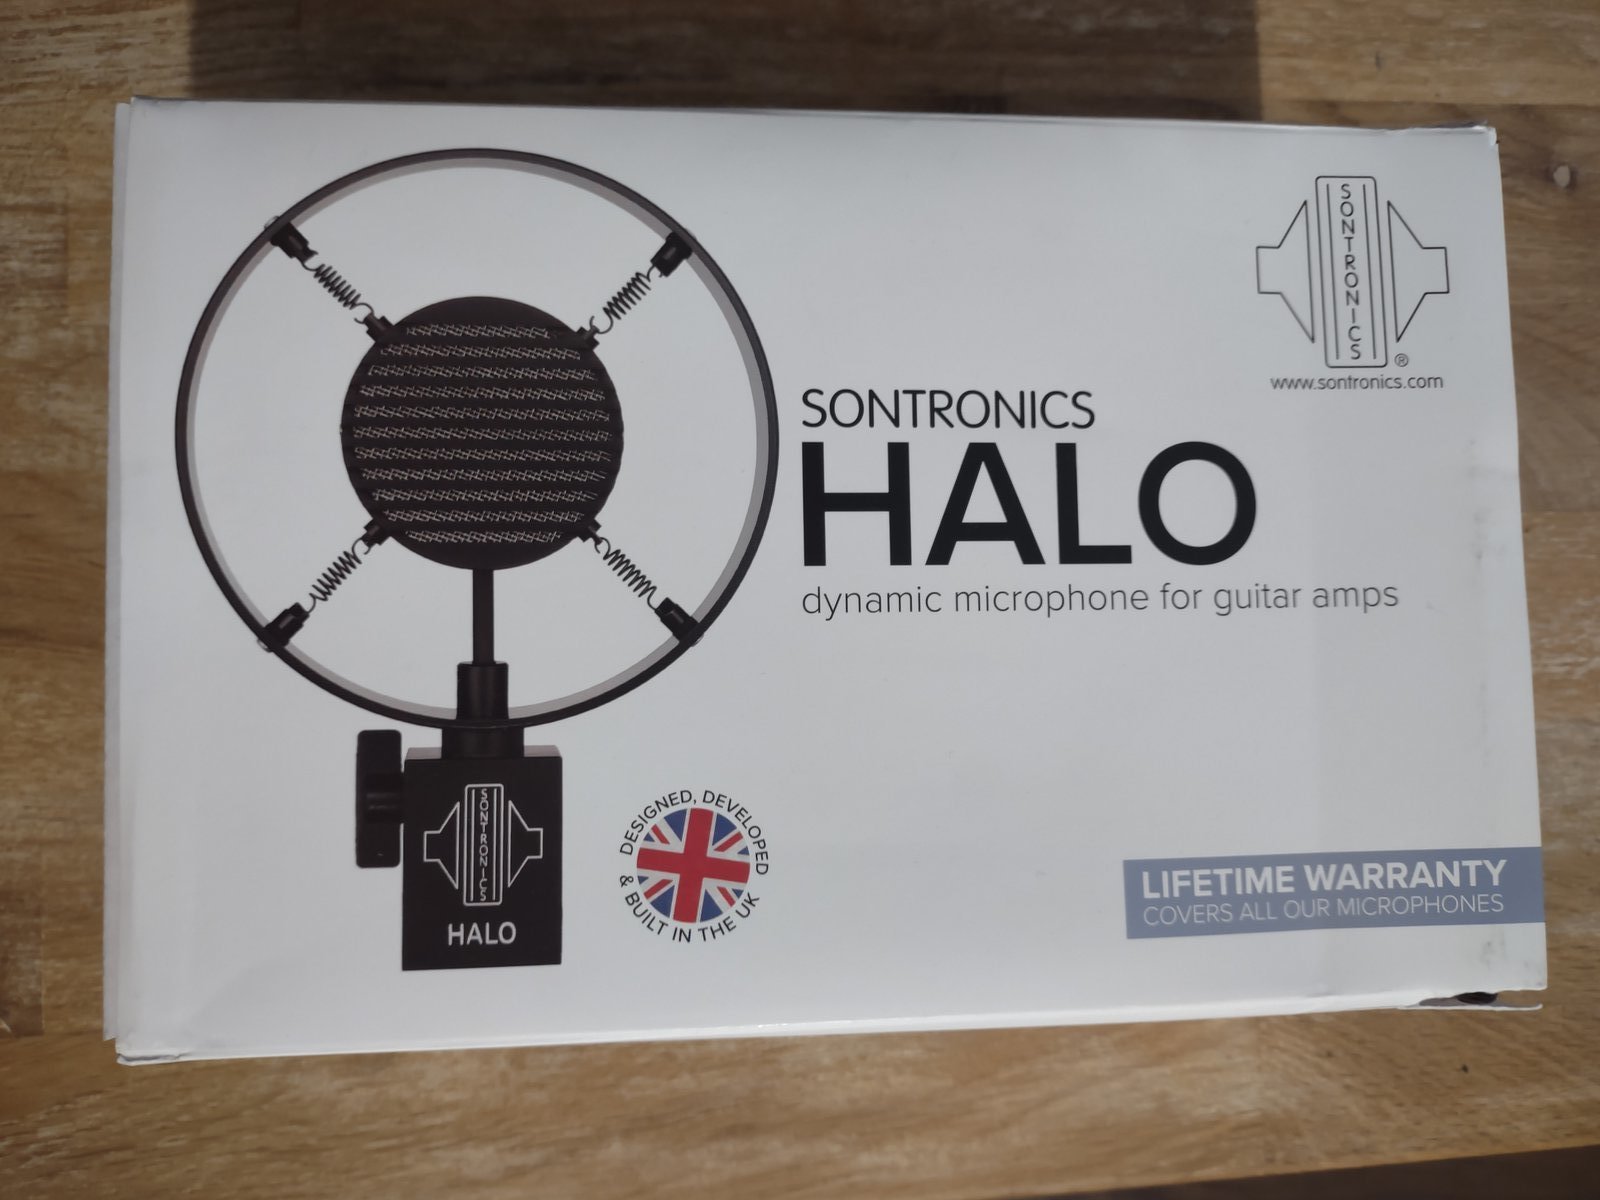 SONTRONICS
®
www.sontronics.com
SONTRONICS
HALO
dynamic microphone for guitar amps
SONTRONICS
HALO
DESIGNED, DEVELOPED
& BUILT IN THE UK
LIFETIME WARRANTY
COVERS ALL OUR MICROPHONES